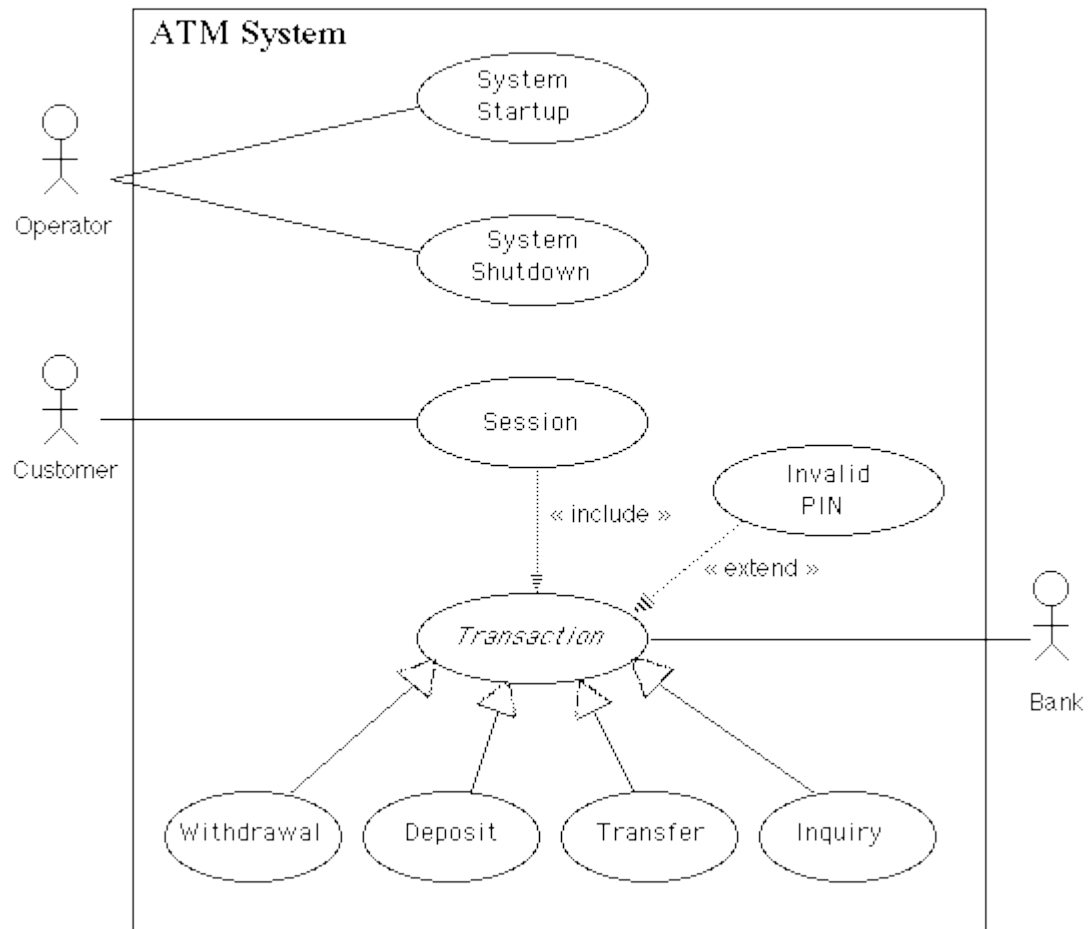 ATM System
System
Startup
Operator
System
Shutdown
Customer
Session
Invalid
PIN
« include »
« extend »
Transaction
Bank
Withdrawal
Deposit
Transfer
Inquiry